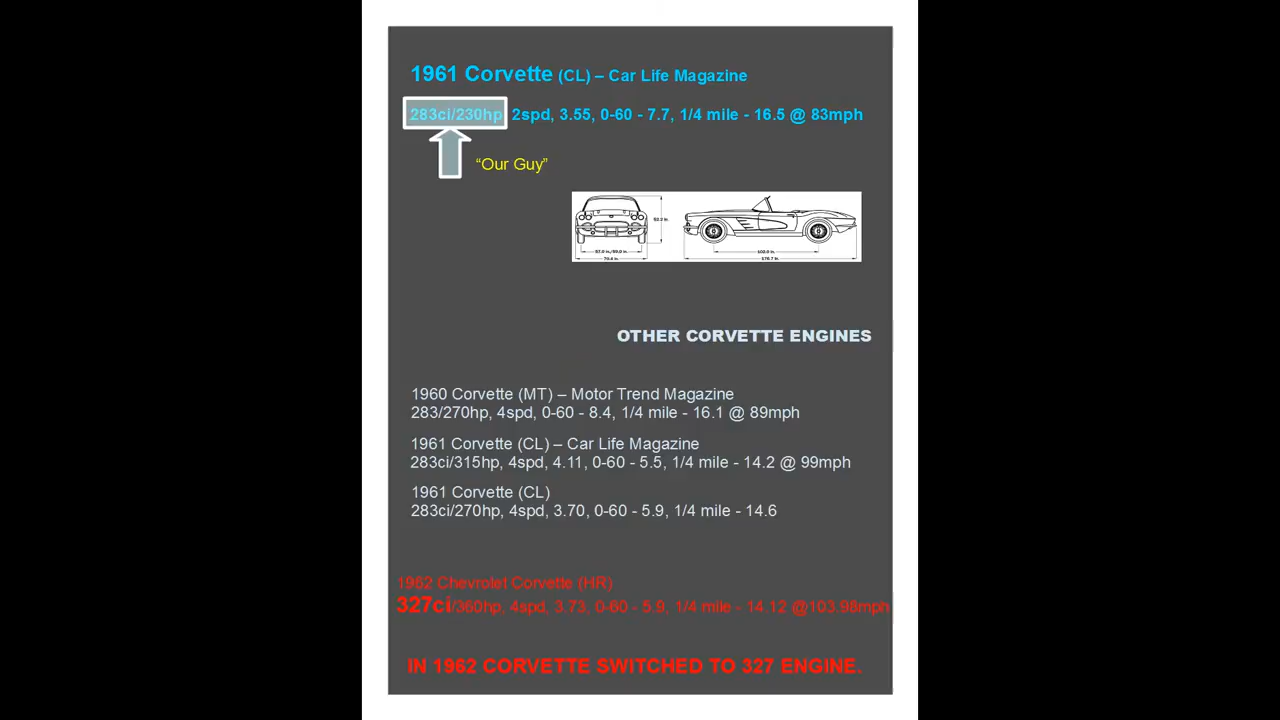 1961 Corvette (CL) – Car Life Magazine
283ci/230hp, 2spd, 3.55, 0-60 - 7.7, 1/4 mile - 16.5 @ 83mph
“Our Guy”
OTHER CORVETTE ENGINES
1960 Corvette (MT) – Motor Trend Magazine
283/270hp, 4spd, 0-60 - 8.4, 1/4 mile - 16.1 @ 89mph
1961 Corvette (CL) – Car Life Magazine
283ci/315hp, 4spd, 4.11, 0-60 - 5.5, 1/4 mile - 14.2 @ 99mph
1961 Corvette (CL)
283ci/270hp, 4spd, 3.70, 0-60 - 5.9, 1/4 mile - 14.6
1962 Chevrolet Corvette (HR)
327ci/360hp, 4spd, 3.73, 0-60 - 5.9, 1/4 mile - 14.12 @103.98mph
IN 1962 CORVETTE SWITCHED TO 327 ENGINE.